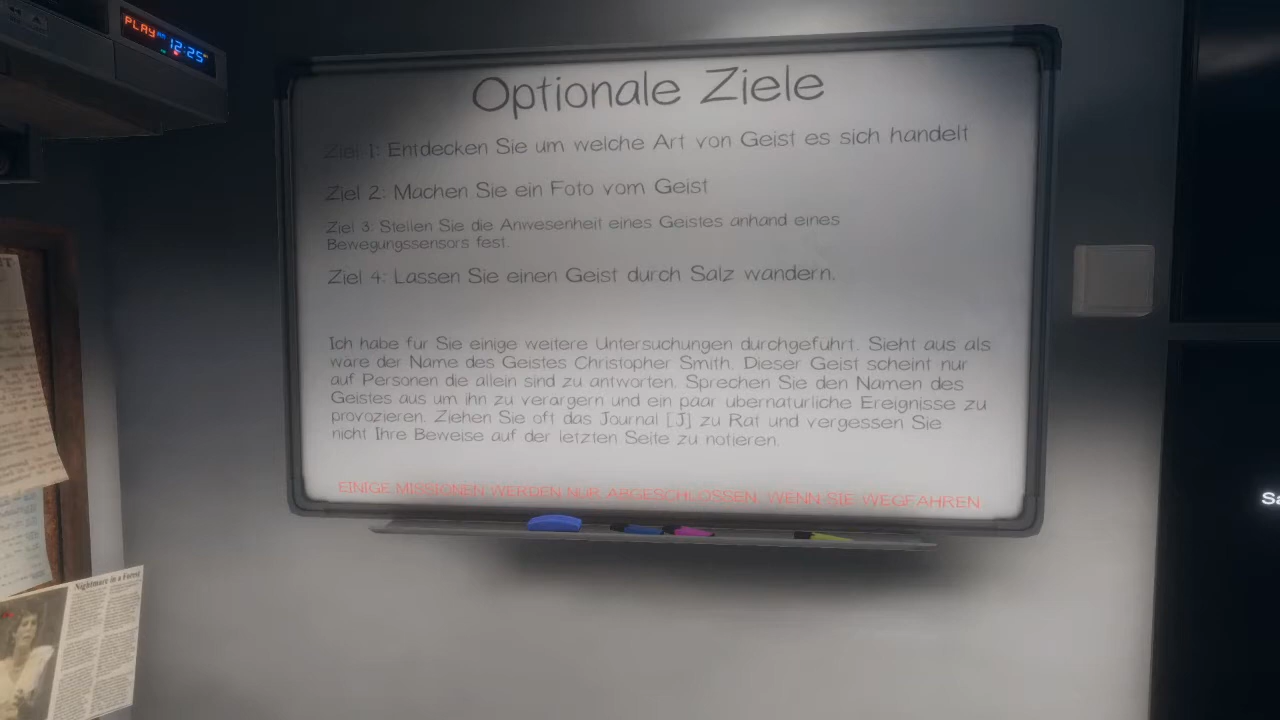 PLAY
12:25
Optionale Ziele
Ziel 1: Entdecken Sie um welche Art von Geist es sich handelt
Ziel 2: Machen Sie ein Foto vom Geist
Ziel 3: Stellen Sie die Anwesenheit eines Geistes anhand eines
Bewegungssensors fest.
Ziel 4: Lassen Sie einen Geist durch Salz wandern.
Ich habe fur Sie einige weitere Untersuchungen durchgefuhrt. Sieht aus als
ware der Name des Geistes Christopher Smith. Dieser Geist scheint nur
auf Personen die allein sind zu antworten. Sprechen Sie den Namen des
Geistes aus um ihn zu verargern und ein paar ubernaturliche Ereignisse zu
provozieren. Ziehen Sie oft das Journal [J] zu Rat und vergessen Sie
nicht Ihre Beweise auf der letzten Seite zu notieren.
EINIGE MISSIONEN WERDEN NUR ABGESCHLOSSEN, WENN SIE WEGFAHREN
Sa
Nightmare in a Forest